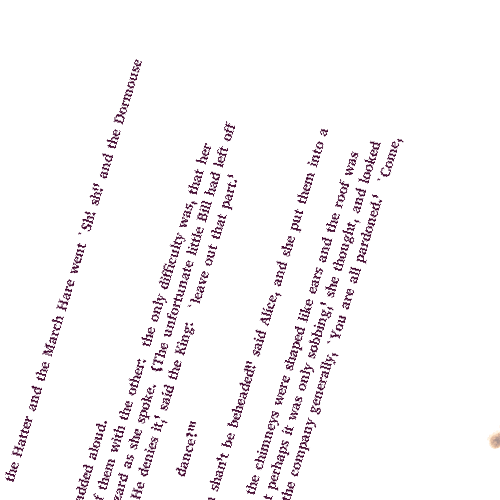 the Hatter and the March Hare went `Sh! sh!' and the Dormouse
added aloud.
f them with the other: the only difficulty was, that her
zard as she spoke. (The unfortunate little Bill had left off
He denies it,' said the King: `leave out that part.'
dance?"'
shan't be beheaded!' said Alice, and she put them into a
the chimneys were shaped like ears and the roof was
t perhaps it was only sobbing,' she thought, and looked
the company generally, `You are all pardoned.' `Come,